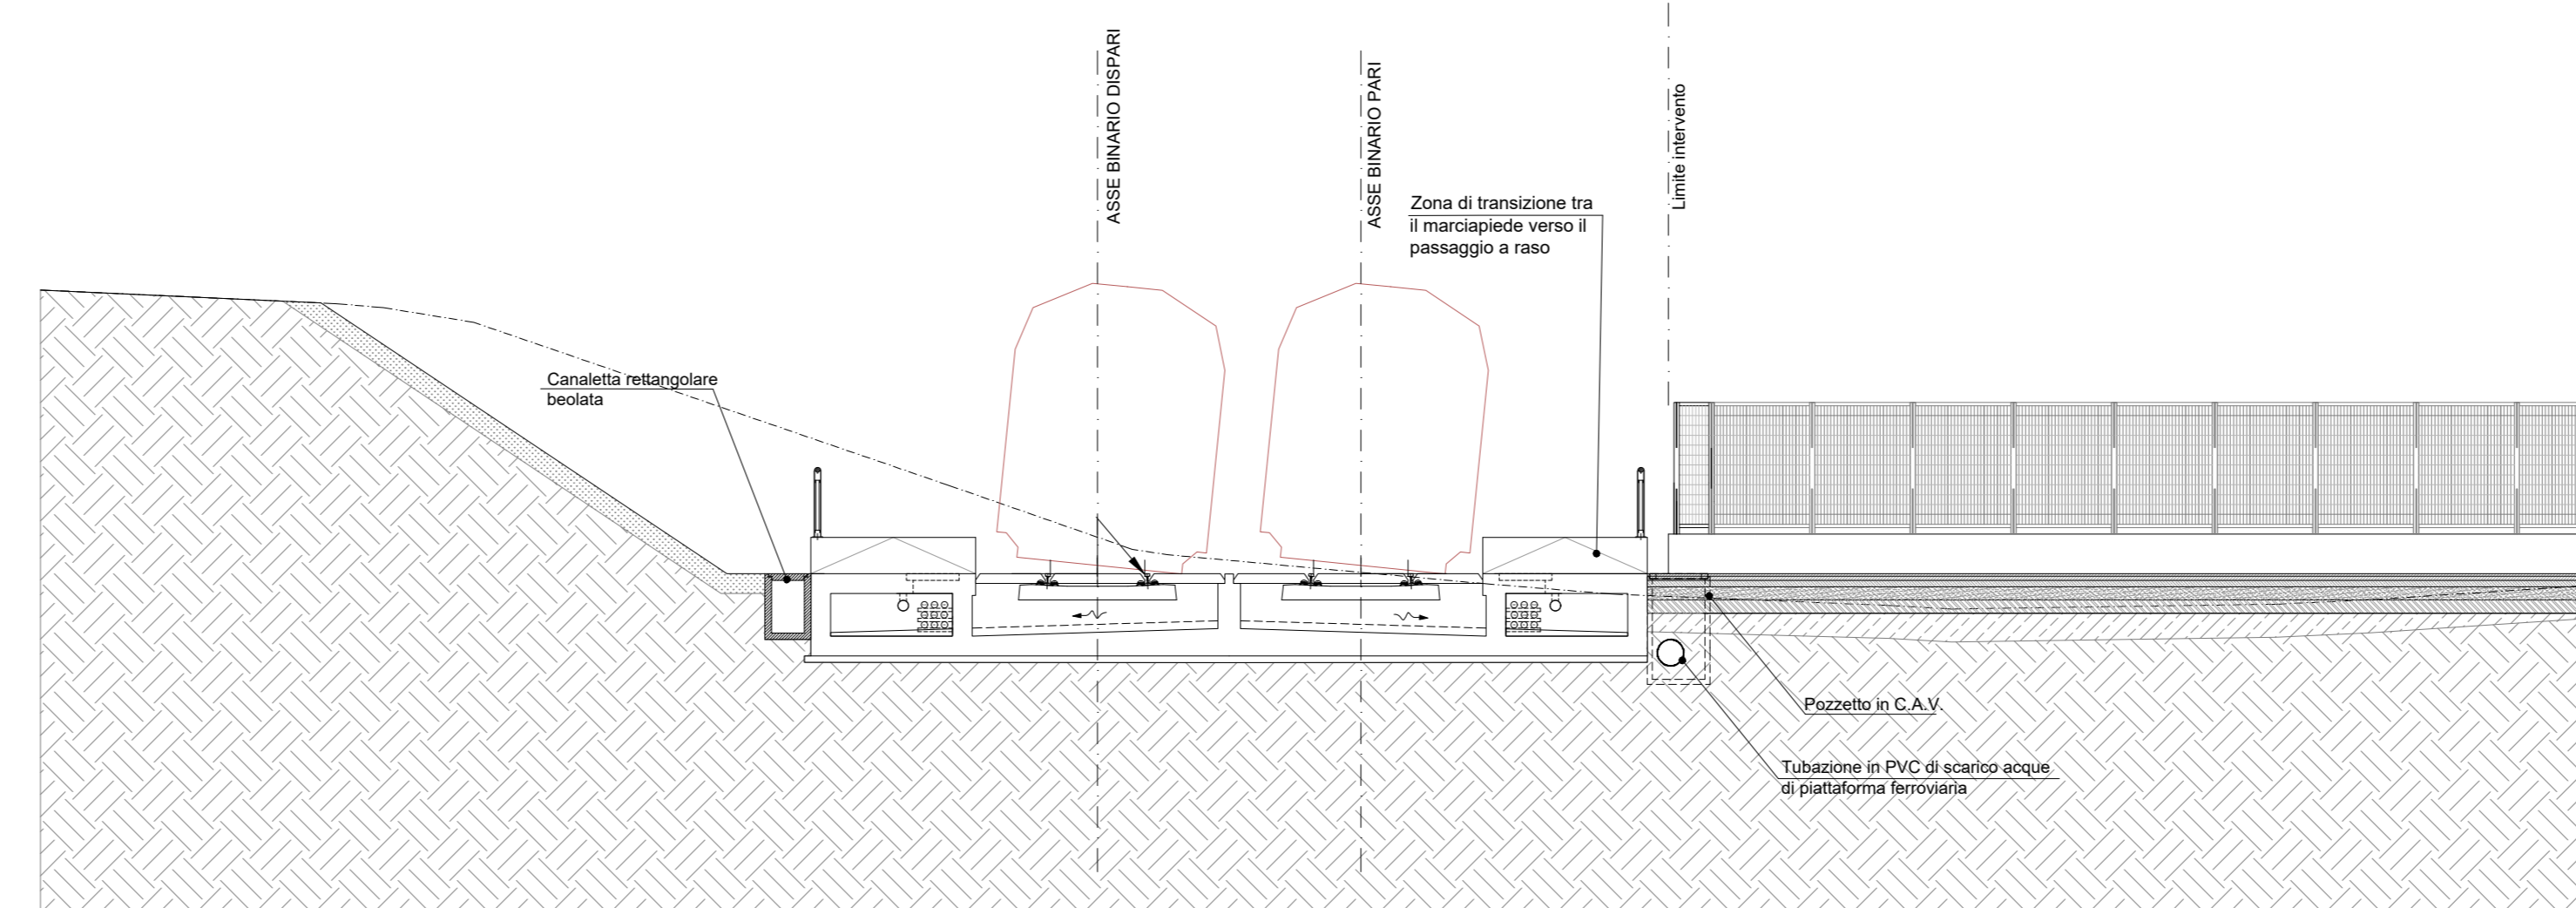 ASSE BINARIO DISPARI
ASSE BINARIO PARI
Limite intervento
Zona di transizione tra
il marciapiede verso il
passaggio a raso
Canaletta rettangolare
beolata
Pozzetto in C.A.V.
Tubazione in PVC di scarico acque
di piattaforma ferroviaria